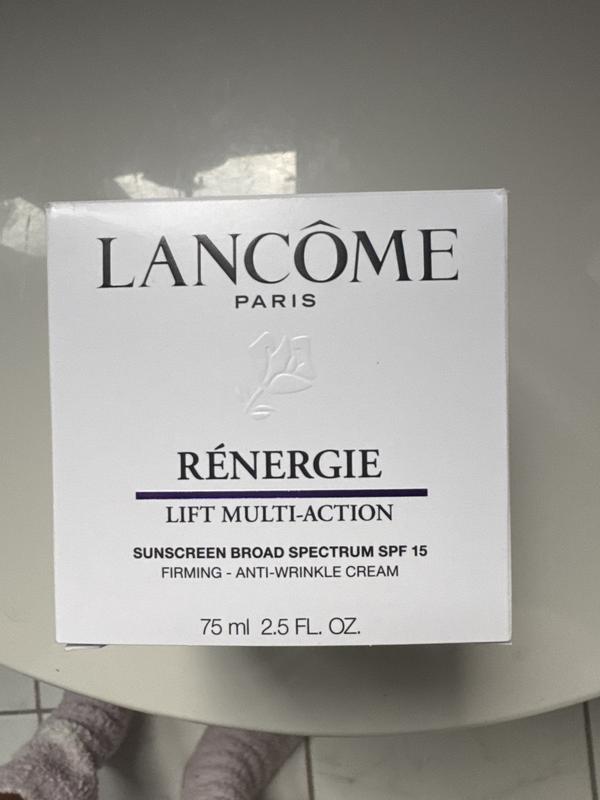 LANCÔME
PARIS
RÉNERGIE
LIFT MULTI-ACTION
SUNSCREEN BROAD SPECTRUM SPF 15
FIRMING - ANTI-WRINKLE CREAM
75 ml 2.5 FL. OZ.